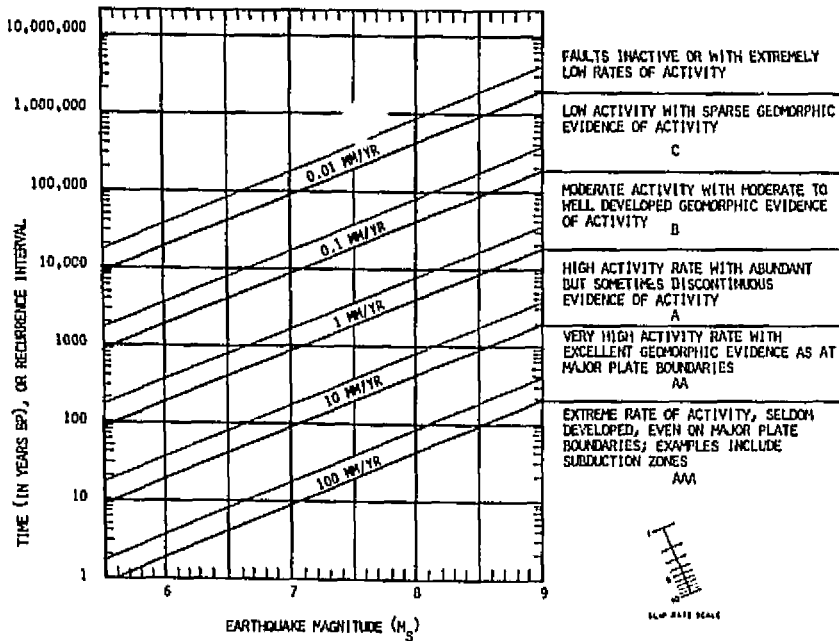 10,000,000
1,000,000
100,000
10,000
1000
100
10
1
TIME (IN YEARS BP), OR RECURRENCE INTERVAL
0.01 MM/YR
0.1 MM/YR
1 MM/YR
10 MM/YR
100 MM/YR
6 7 8 9
EARTHQUAKE MAGNITUDE (MS)
FAULTS INACTIVE OR WITH EXTREMELY
LOW RATES OF ACTIVITY
LOW ACTIVITY WITH SPARSE GEOMORPHIC
EVIDENCE OF ACTIVITY
C
MODERATE ACTIVITY WITH MODERATE TO
WELL DEVELOPED GEOMORPHIC EVIDENCE
OF ACTIVITY
B
HIGH ACTIVITY RATE WITH ABUNDANT
BUT SOMETIMES DISCONTINUOUS
EVIDENCE OF ACTIVITY
A
VERY HIGH ACTIVITY RATE WITH
EXCELLENT GEOMORPHIC EVIDENCE AS AT
MAJOR PLATE BOUNDARIES
AA
EXTREME RATE OF ACTIVITY, SELDOM
DEVELOPED, EVEN ON MAJOR PLATE
BOUNDARIES; EXAMPLES INCLUDE
SUBDUCTION ZONES
AAA
SLIP RATE SCALE